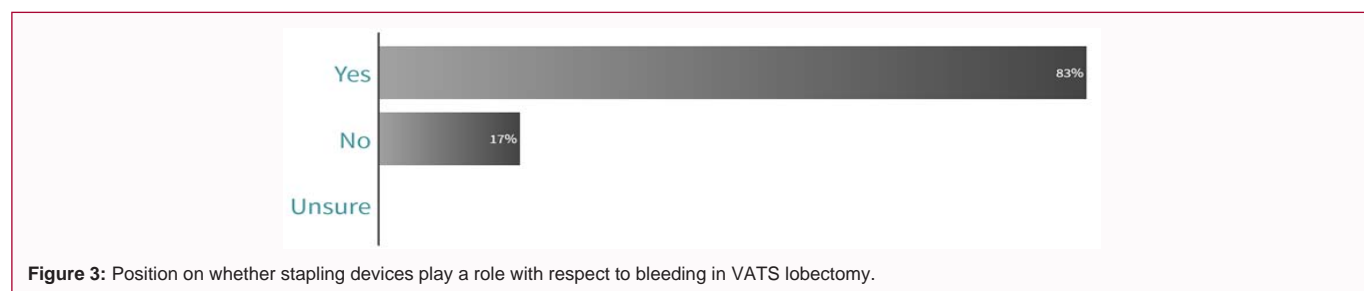 Yes
83%
No
17%
Unsure
Figure 3: Position on whether stapling devices play a role with respect to bleeding in VATS lobectomy.